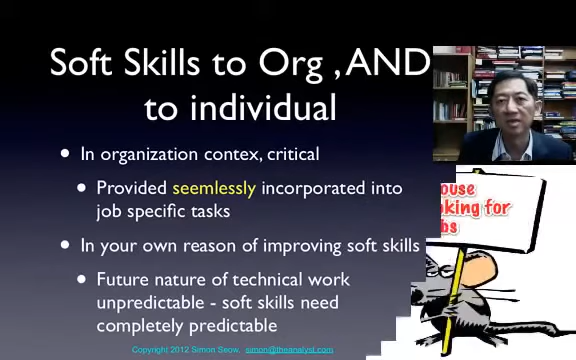 Soft Skills to Org , AND
to individual
• In organization contex, critical
• Provided seemlessly incorporated into
job specific tasks
• In your own reason of improving soft skills
• Future nature of technical work
unpredictable - soft skills need
completely predictable
ouse
king for
bs
Copyright 2012 Simon Seow, simon@theanalyst.com